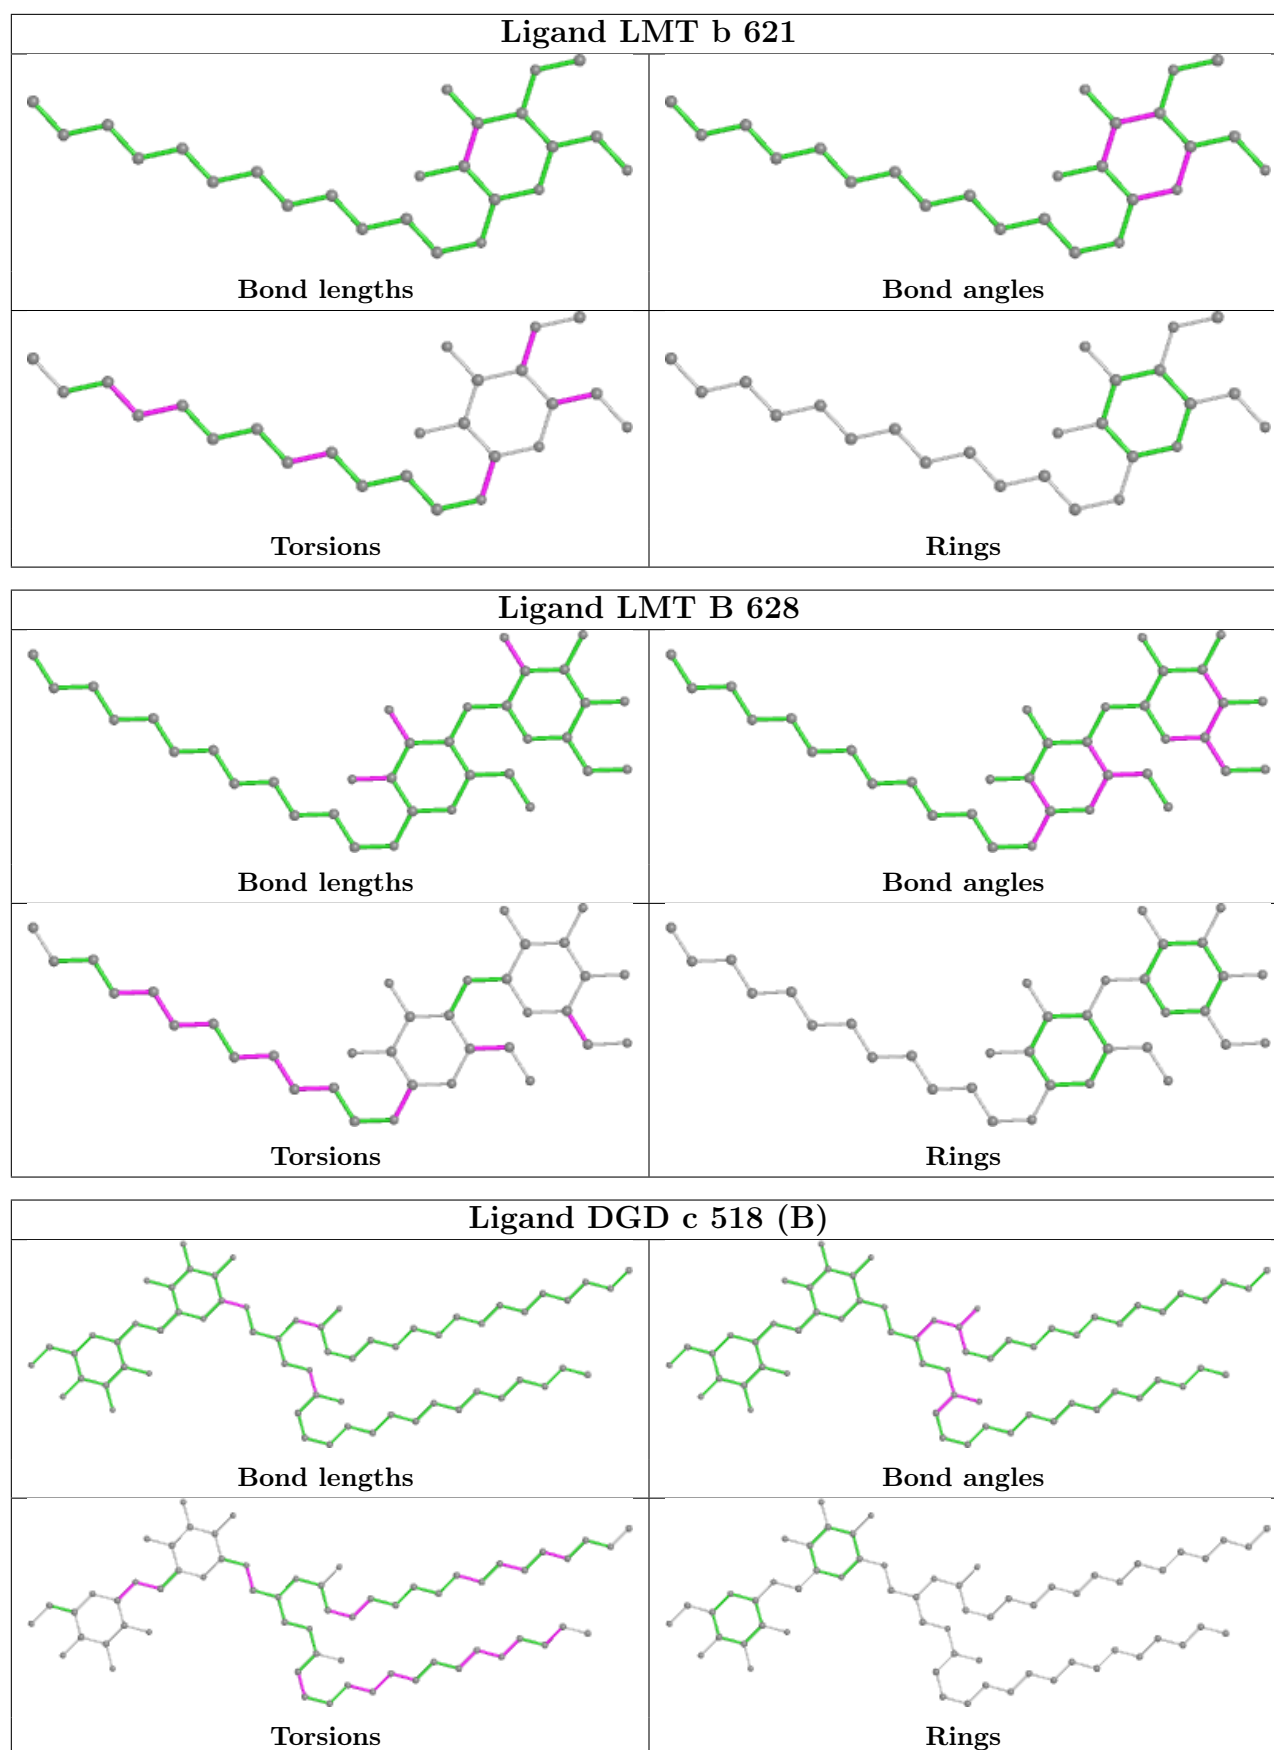 Ligand LMT b 621
Bond lengths
Bond angles
Torsions
Rings
Ligand LMT B 628
Bond lengths
Bond angles
Torsions
Rings
Ligand DGD c 518 (B)
Bond lengths
Bond angles
Torsions
Rings